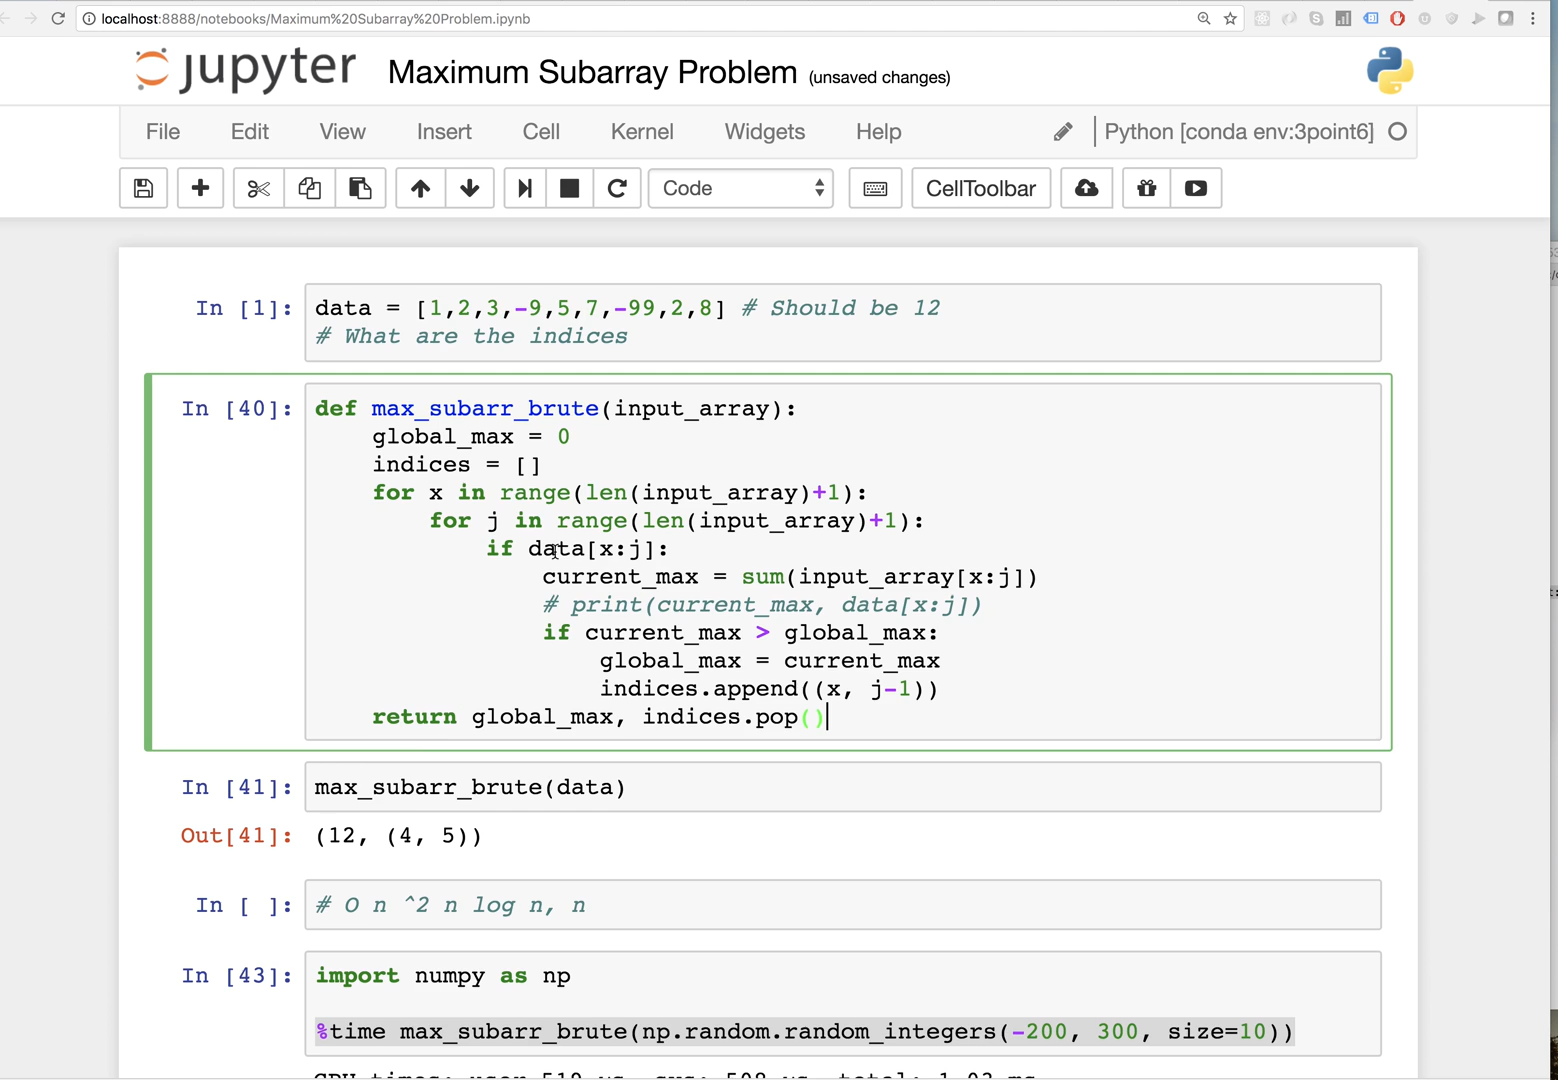 localhost:8888/notebooks/Maximum%20Subarray%20Problem.ipynb
jupyter Maximum Subarray Problem (unsaved changes)
File Edit View Insert Cell Kernel Widgets Help Python [conda env:3point6]
Code CellToolbar
In [1]: data = [1,2,3,-9,5,7,-99,2,8] # Should be 12
# What are the indices
In [40]: def max_subarr_brute(input_array):
    global_max = 0
    indices = []
    for x in range(len(input_array)+1):
        for j in range(len(input_array)+1):
            if data[x:j]:
                current_max = sum(input_array[x:j])
                # print(current_max, data[x:j])
                if current_max > global_max:
                    global_max = current_max
                    indices.append((x, j-1))
    return global_max, indices.pop()
In [41]: max_subarr_brute(data)
Out[41]: (12, (4, 5))
In [ ]: # O n ^2 n log n, n
In [43]: import numpy as np
%time max_subarr_brute(np.random.random_integers(-200, 300, size=10))